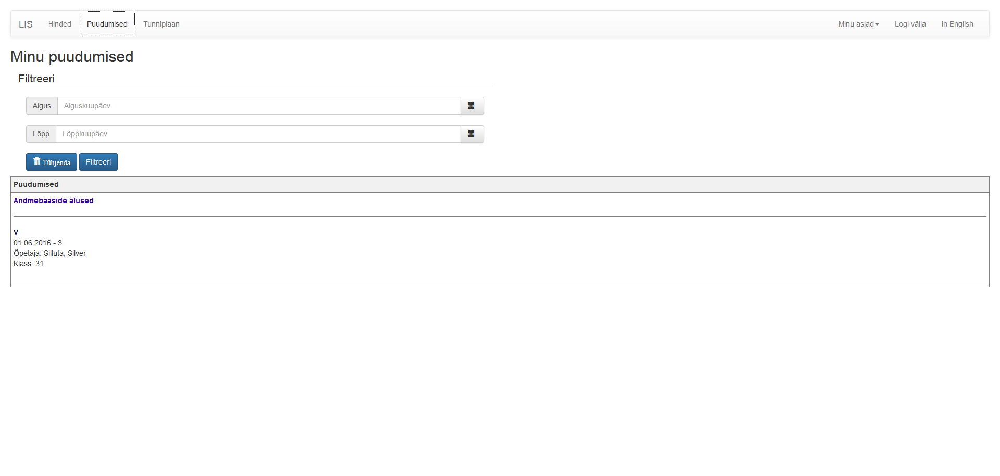 LIS Hinded Puudumised Tunniplaan Minu asjad Logi välja in English
Minu puudumised
Filtreeri
Algus Alguskuupäev
Lõpp Lõppkuupäev
Tühjenda Filtreeri
Puudumised
Andmebaaside alused
V
01.06.2016 - 3
Õpetaja: Silluta, Silver
Klass: 31